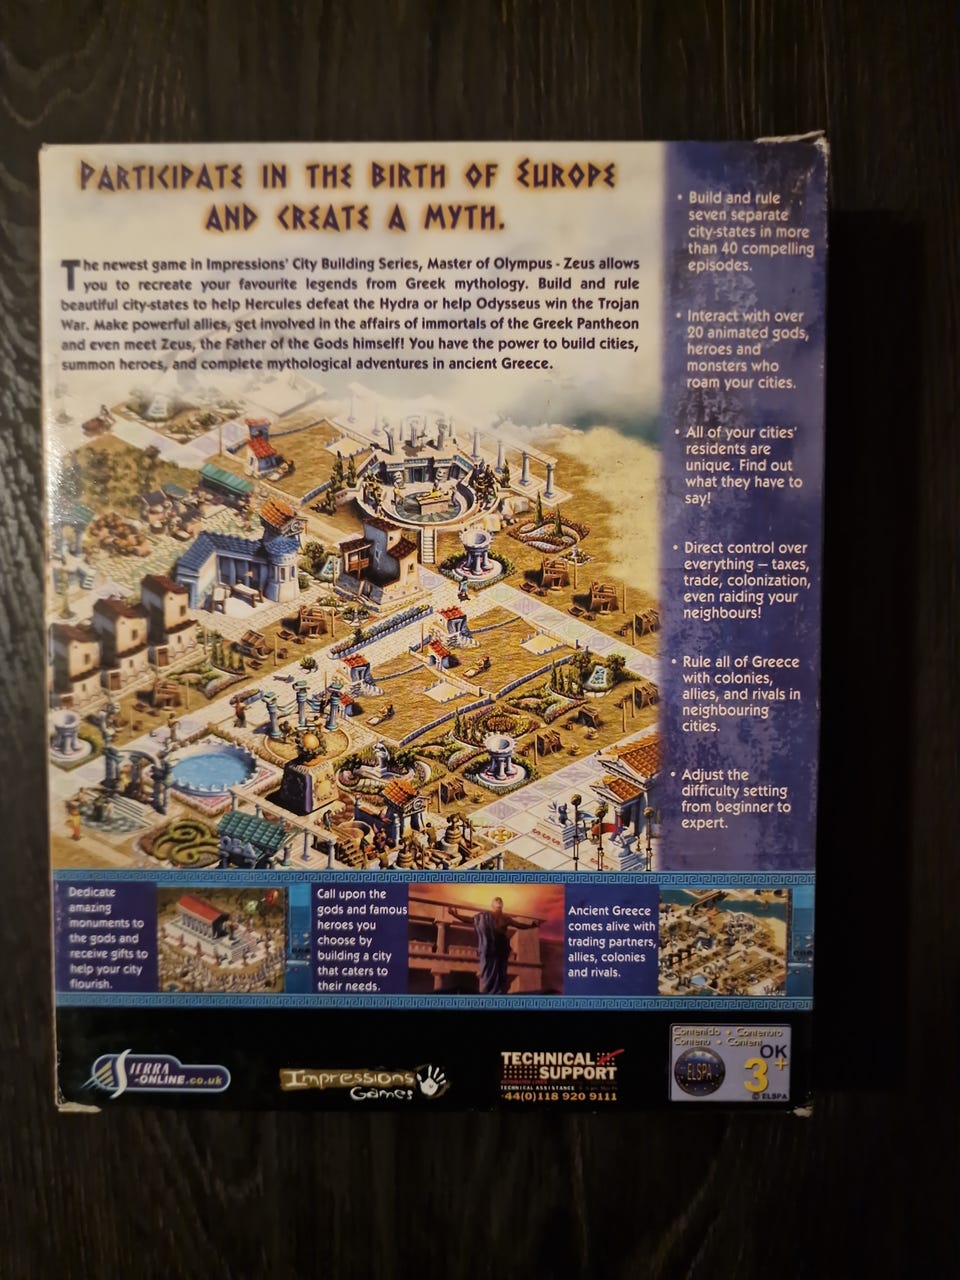 PARTICIPATE IN THE BIRTH OF EUROPE
AND CREATE A MYTH.
The newest game in Impressions' City Building Series, Master of Olympus - Zeus allows
you to recreate your favourite legends from Greek mythology. Build and rule
beautiful city-states to help Hercules defeat the Hydra or help Odysseus win the Trojan
War. Make powerful allies, get involved in the affairs of immortals of the Greek Pantheon
and even meet Zeus, the Father of the Gods himself! You have the power to build cities,
summon heroes, and complete mythological adventures in ancient Greece.
• Build and rule
seven separate
city-states in more
than 40 compelling
episodes.
• Interact with over
20 animated gods,
heroes and
monsters who
roam your cities.
• All of your cities'
residents are
unique. Find out
what they have to
say!
• Direct control over
everything – taxes,
trade, colonization,
even raiding your
neighbours!
• Rule all of Greece
with colonies,
allies, and rivals in
neighbouring
cities.
• Adjust the
difficulty setting
from beginner to
expert.
Dedicate
amazing
monuments to
the gods and
receive gifts to
help your city
flourish.
Call upon the
gods and famous
heroes you
choose by
building a city
that caters to
their needs.
Ancient Greece
comes alive with
trading partners,
allies, colonies
and rivals.
SIERRA
-ONLINE.co.uk
Impressions
Games
TECHNICAL
SUPPORT
TECHNICAL ASSISTANCE
+44(0)118 920 9111
Contenido • Contenuto
Contenu • Content
ELSPA
OK
3+
© ELSPA